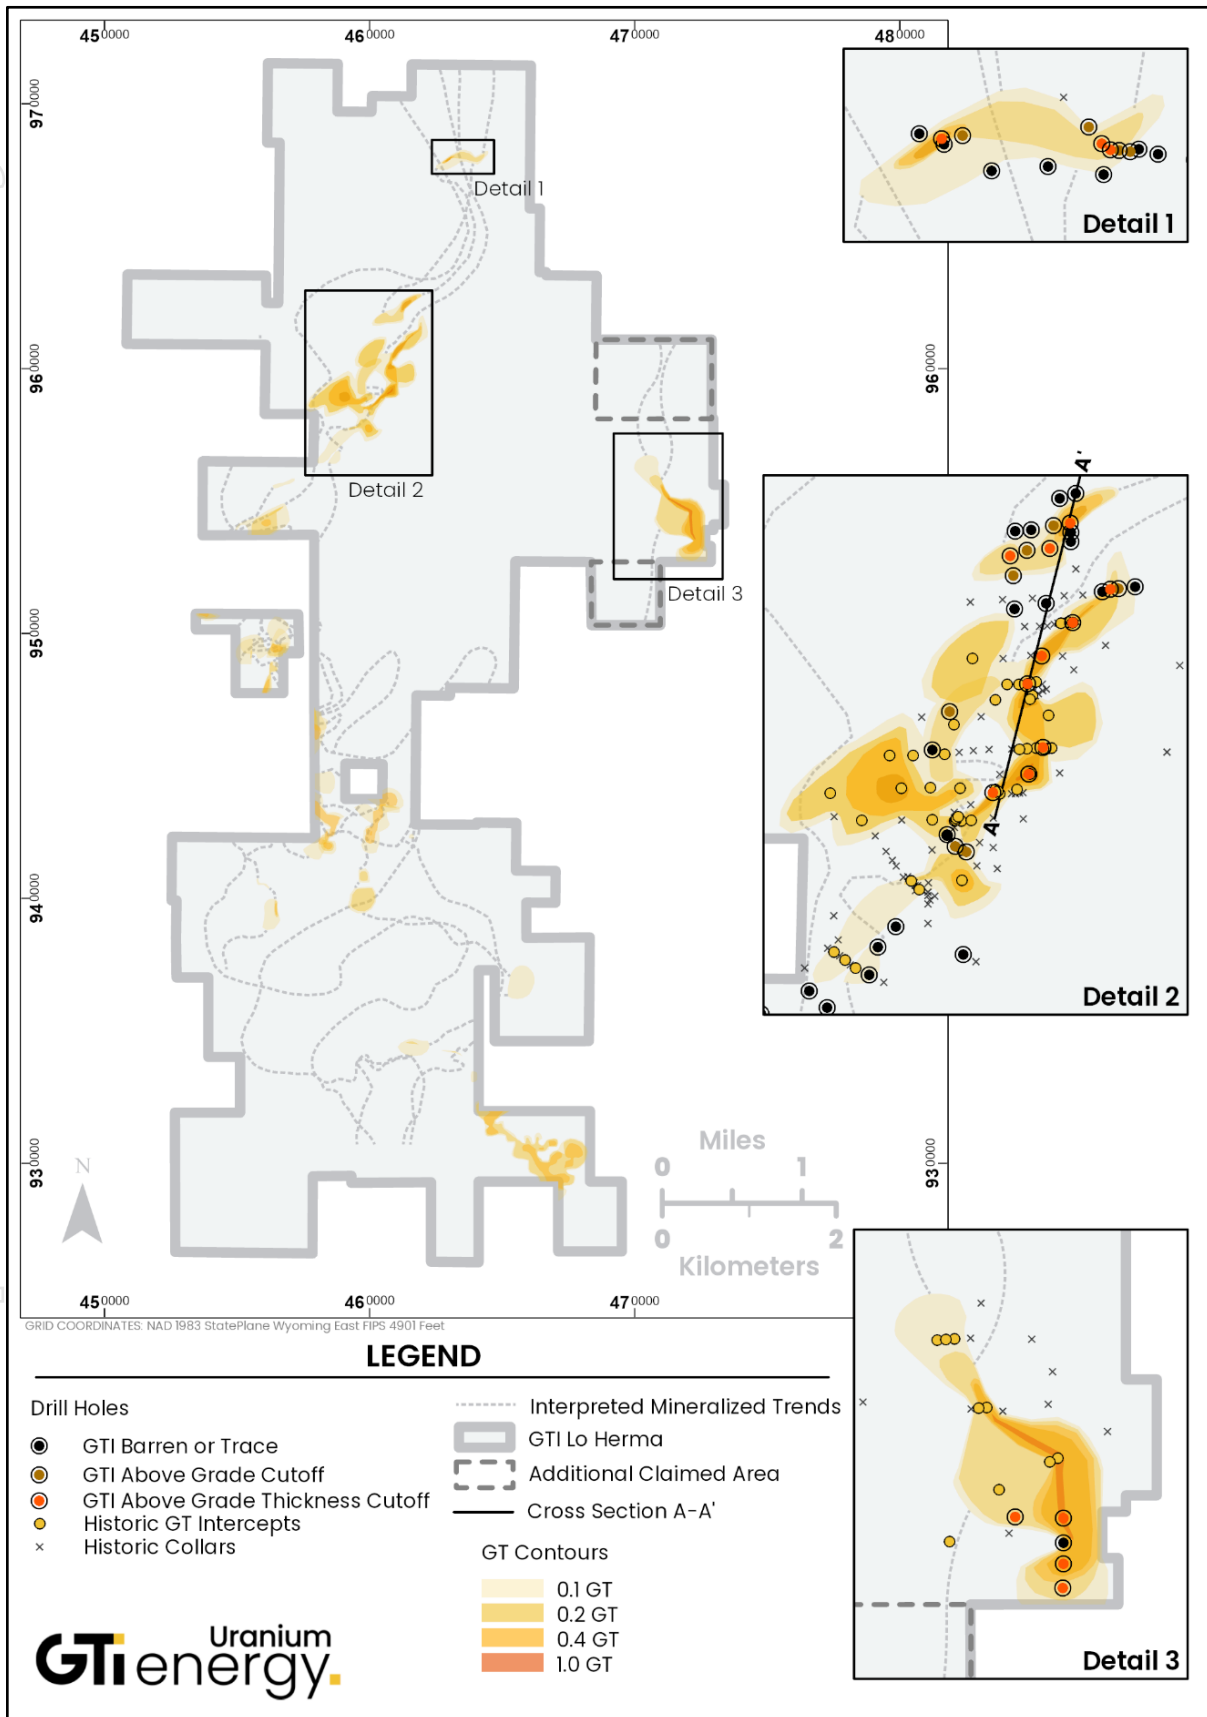 450000 460000 470000 480000
970000
960000
950000
940000
930000
960000
930000
Detail 1
Detail 2
Detail 3
Detail 1
A'
A
Detail 2
Detail 3
N
Miles
0 1
0 2
Kilometers
450000 460000 470000
GRID COORDINATES: NAD 1983 StatePlane Wyoming East FIPS 4901 Feet
LEGEND
Drill Holes
GTI Barren or Trace
GTI Above Grade Cutoff
GTI Above Grade Thickness Cutoff
Historic GT Intercepts
Historic Collars
Interpreted Mineralized Trends
GTI Lo Herma
Additional Claimed Area
Cross Section A-A'
GT Contours
0.1 GT
0.2 GT
0.4 GT
1.0 GT
Uranium
GTi energy.